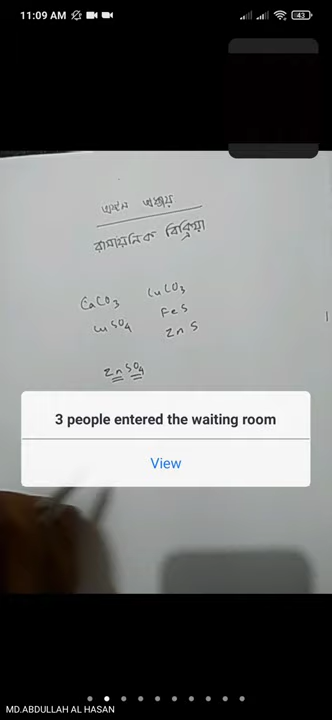 11:09 AM
43
রাসায়নিক বিক্রিয়া
CaCO3 CuCO3
CuSO4 FeS
ZnS
ZnSO4
3 people entered the waiting room
View
MD.ABDULLAH AL HASAN